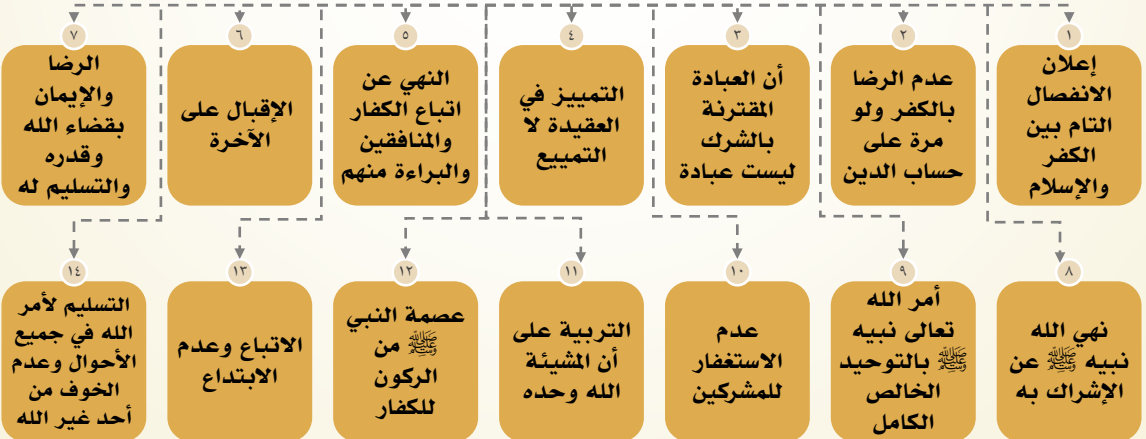 ١
إعلان
الانفصال
التام بين
الكفر
والإسلام
٢
عدم الرضا
بالكفر ولو
مرة على
حساب الدين
٣
أن العبادة
المقترنة
بالشرك
ليست عبادة
٤
التمييز في
العقيدة لا
التمييع
٥
النهي عن
اتباع الكفار
والمنافقين
والبراءة منهم
٦
الإقبال على
الآخرة
٧
الرضا
والإيمان
بقضاء الله
وقدره
والتسليم له
٨
نهي الله
نبيه ﷺ عن
الإشراك به
٩
أمر الله
تعالى نبيه
ﷺ بالتوحيد
الخالص
الكامل
١٠
عدم
الاستغفار
للمشركين
١١
التربية على
أن المشيئة
الله وحده
١٢
عصمة النبي
ﷺ من
الركون
للكفار
١٣
الاتباع وعدم
الابتداع
١٤
التسليم لأمر
الله في جميع
الأحوال وعدم
الخوف من
أحد غير الله